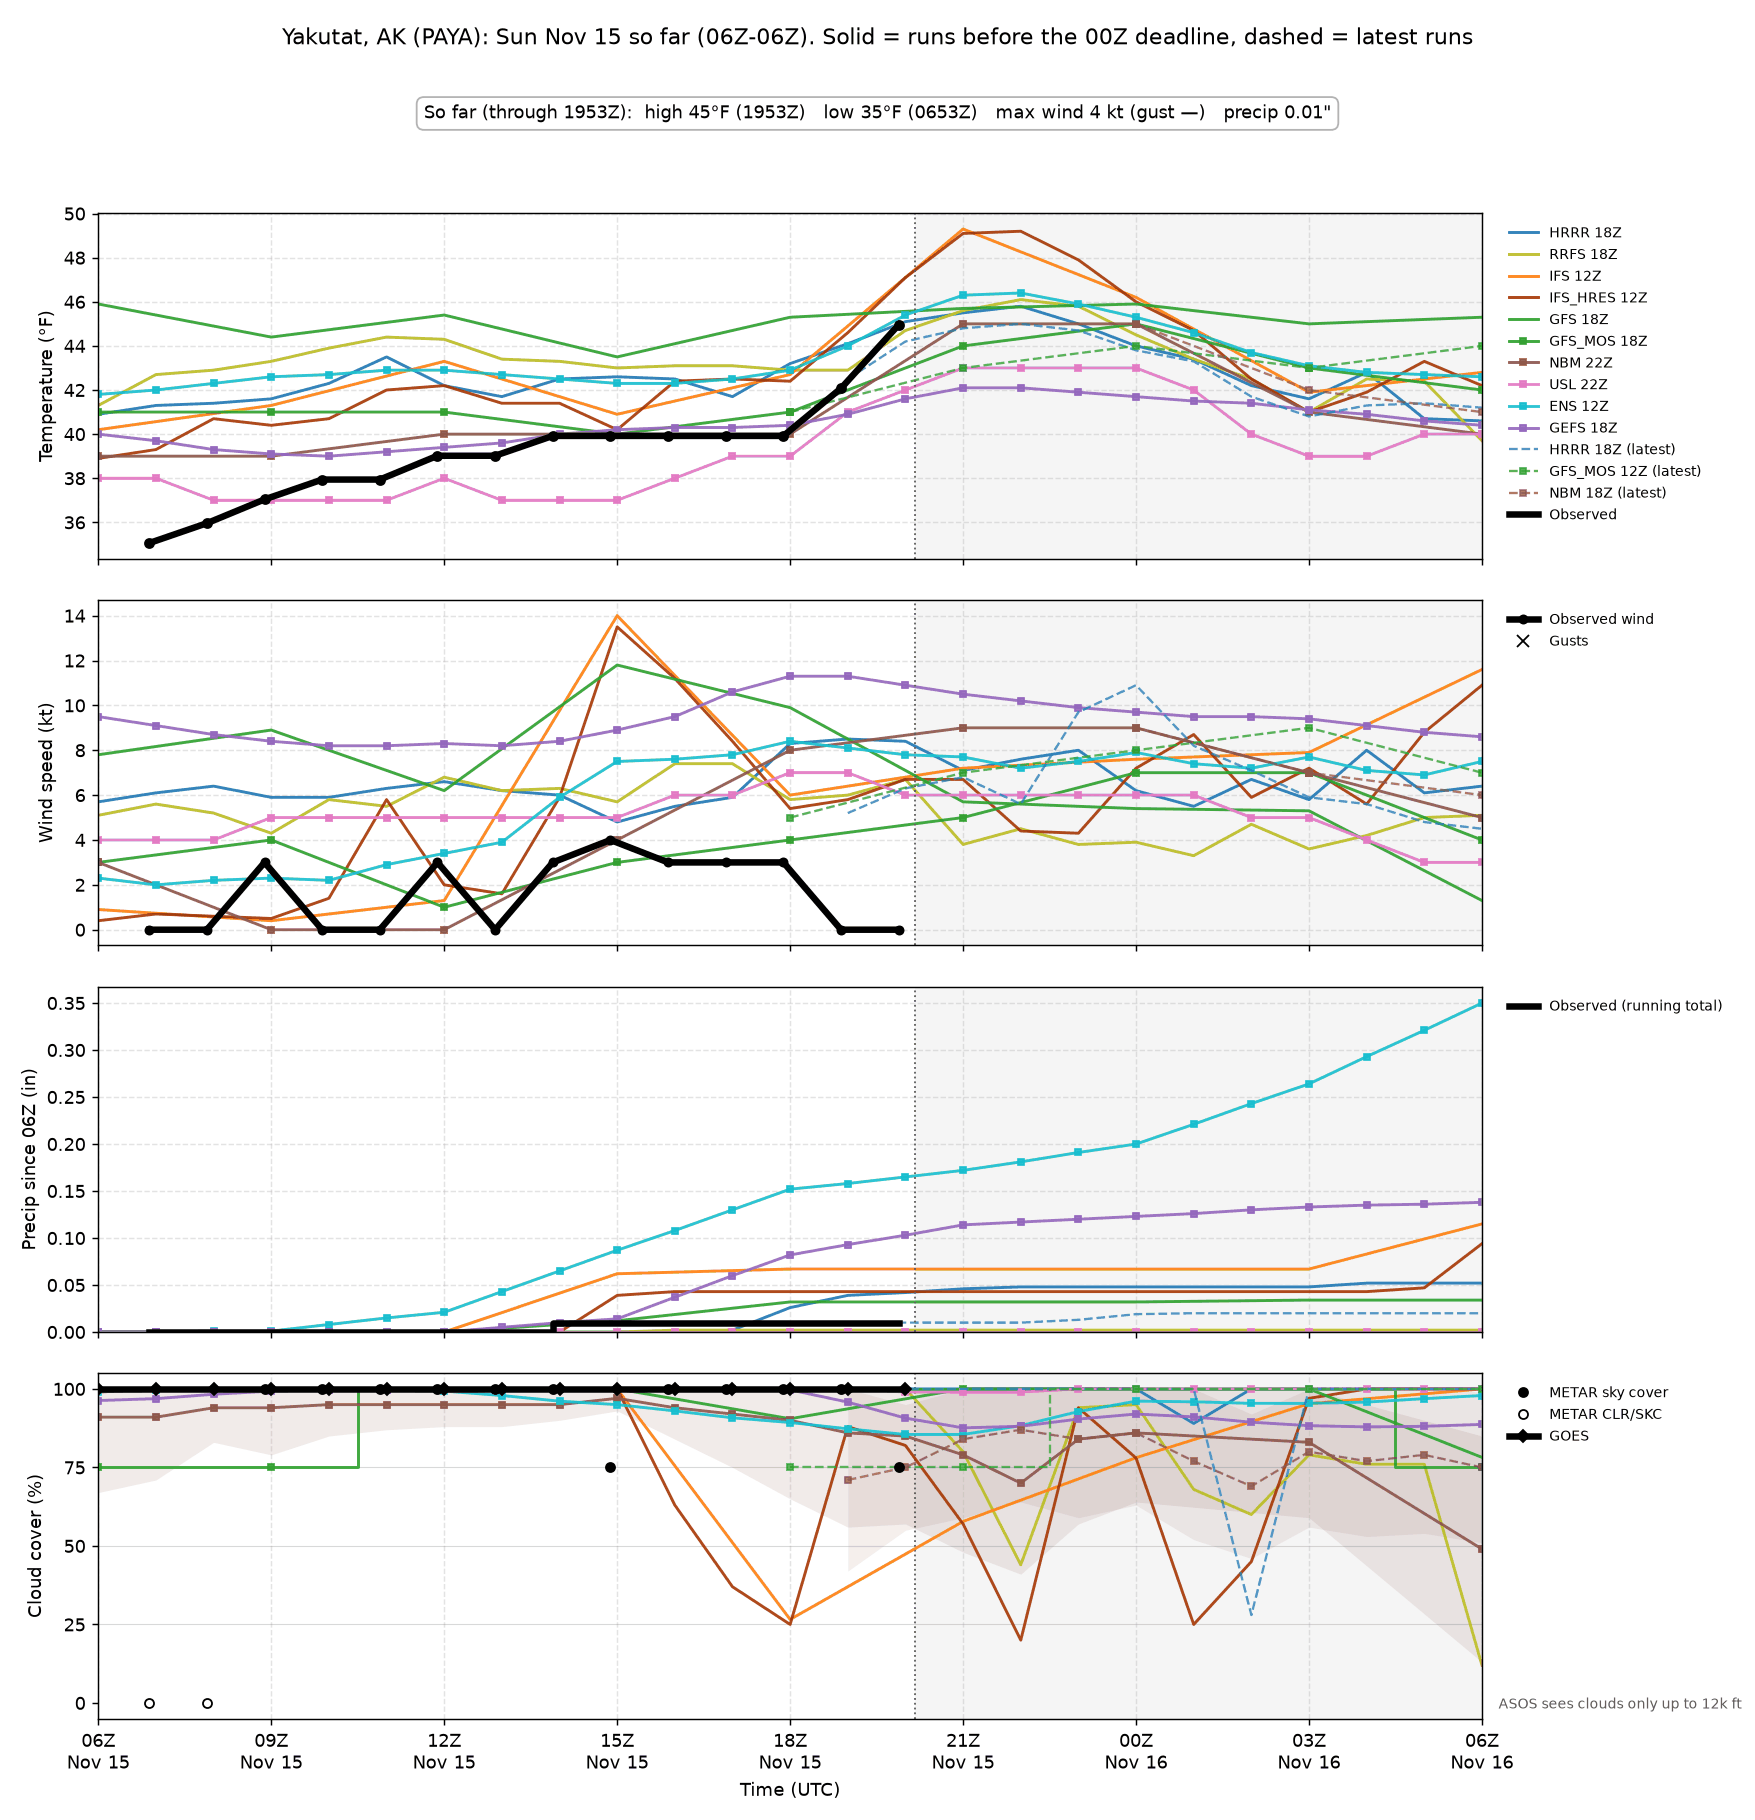 Yakutat, AK (PAYA): Sun Nov 15 so far (06Z-06Z). Solid = runs before the 00Z deadline, dashed = latest runs
So far (through 1953Z):  high 45°F (1953Z)   low 35°F (0653Z)   max wind 4 kt (gust —)   precip 0.01"
Temperature (°F)
50
48
46
44
42
40
38
36
HRRR 18Z
RRFS 18Z
IFS 12Z
IFS_HRES 12Z
GFS 18Z
GFS_MOS 18Z
NBM 22Z
USL 22Z
ENS 12Z
GEFS 18Z
HRRR 18Z (latest)
GFS_MOS 12Z (latest)
NBM 18Z (latest)
Observed
Wind speed (kt)
14
12
10
8
6
4
2
0
Observed wind
Gusts
Precip since 06Z (in)
0.35
0.30
0.25
0.20
0.15
0.10
0.05
0.00
Observed (running total)
Cloud cover (%)
100
75
50
25
0
METAR sky cover
METAR CLR/SKC
GOES
ASOS sees clouds only up to 12k ft
06Z 09Z 12Z 15Z 18Z 21Z 00Z 03Z 06Z
Nov 15 Nov 15 Nov 15 Nov 15 Nov 15 Nov 15 Nov 16 Nov 16 Nov 16
Time (UTC)